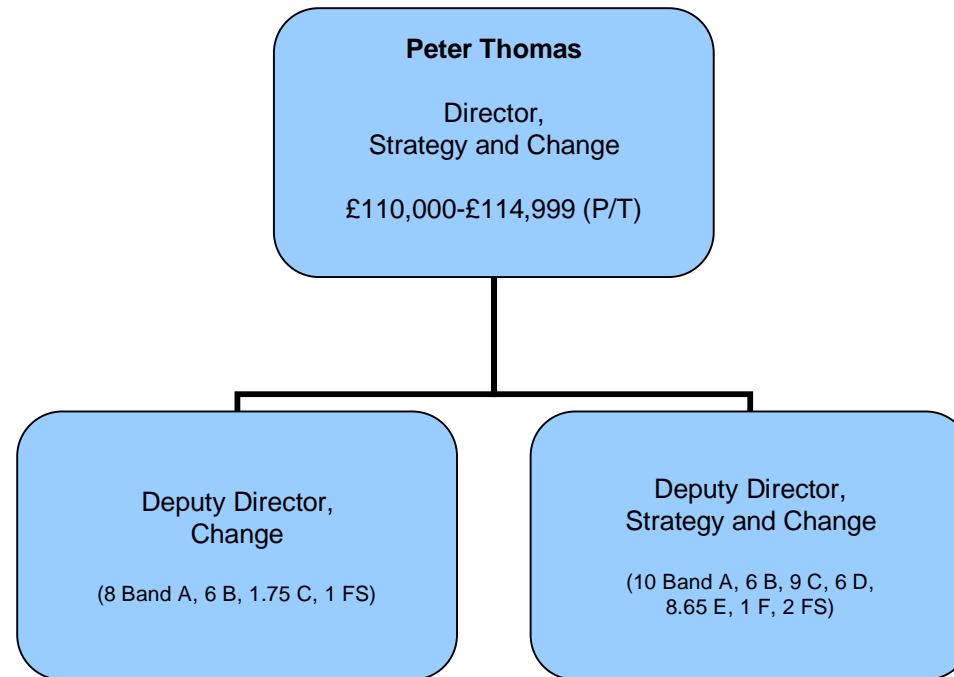 Peter Thomas
Director,
Strategy and Change
£110,000-£114,999 (P/T)
Deputy Director,
Change
(8 Band A, 6 B, 1.75 C, 1 FS)
Deputy Director,
Strategy and Change
(10 Band A, 6 B, 9 C, 6 D,
8.65 E, 1 F, 2 FS)